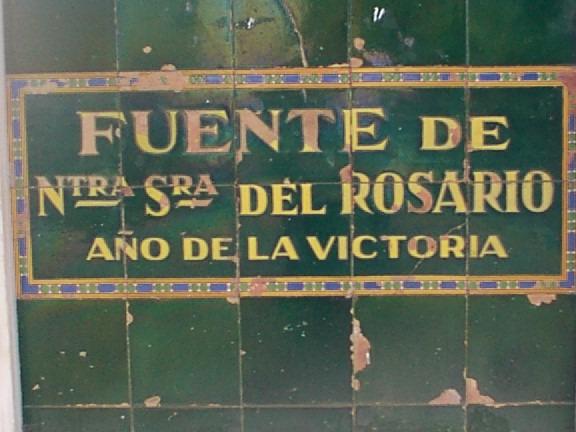 FUENTE DE
NTRA SRA DEL ROSARIO
AÑO DE LA VICTORIA